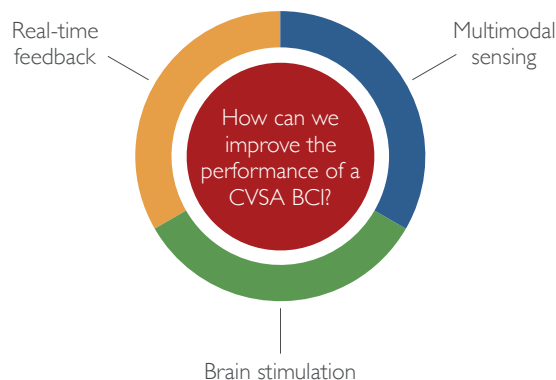 Real-time
feedback
Multimodal
sensing
How can we
improve the
performance of a
CVSA BCI?
Brain stimulation